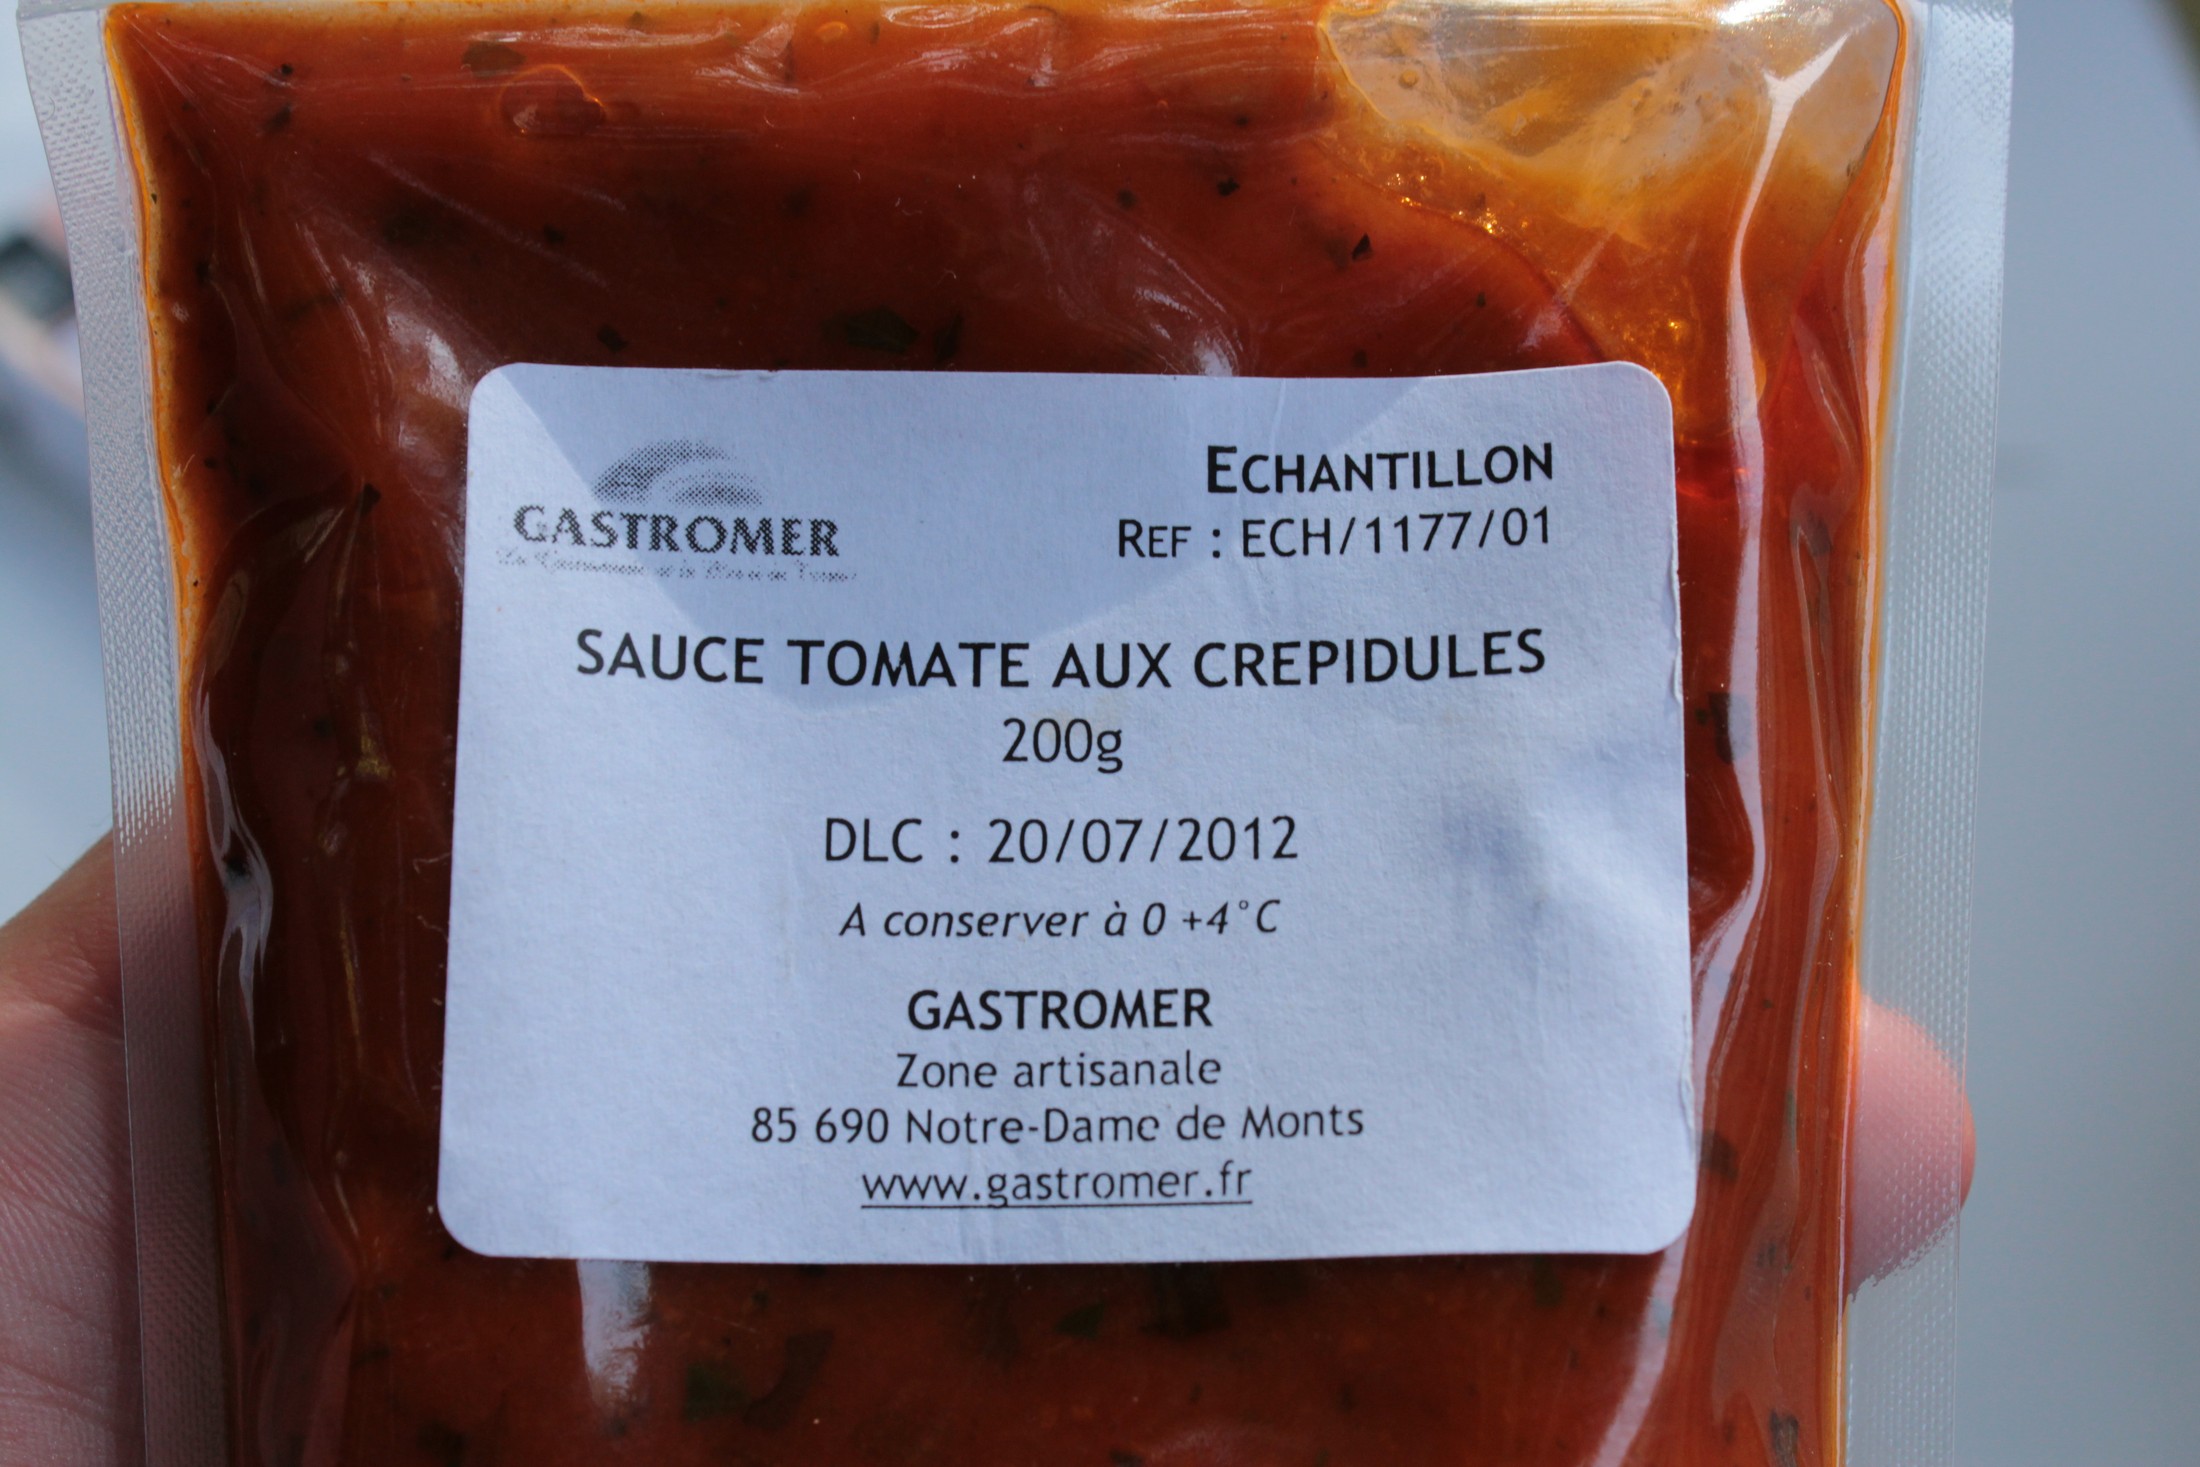 GASTROMER
ECHANTILLON
REF : ECH/1177/01
SAUCE TOMATE AUX CREPIDULES
200g
DLC : 20/07/2012
A conserver à 0 +4°C
GASTROMER
Zone artisanale
85 690 Notre-Dame de Monts
www.gastromer.fr